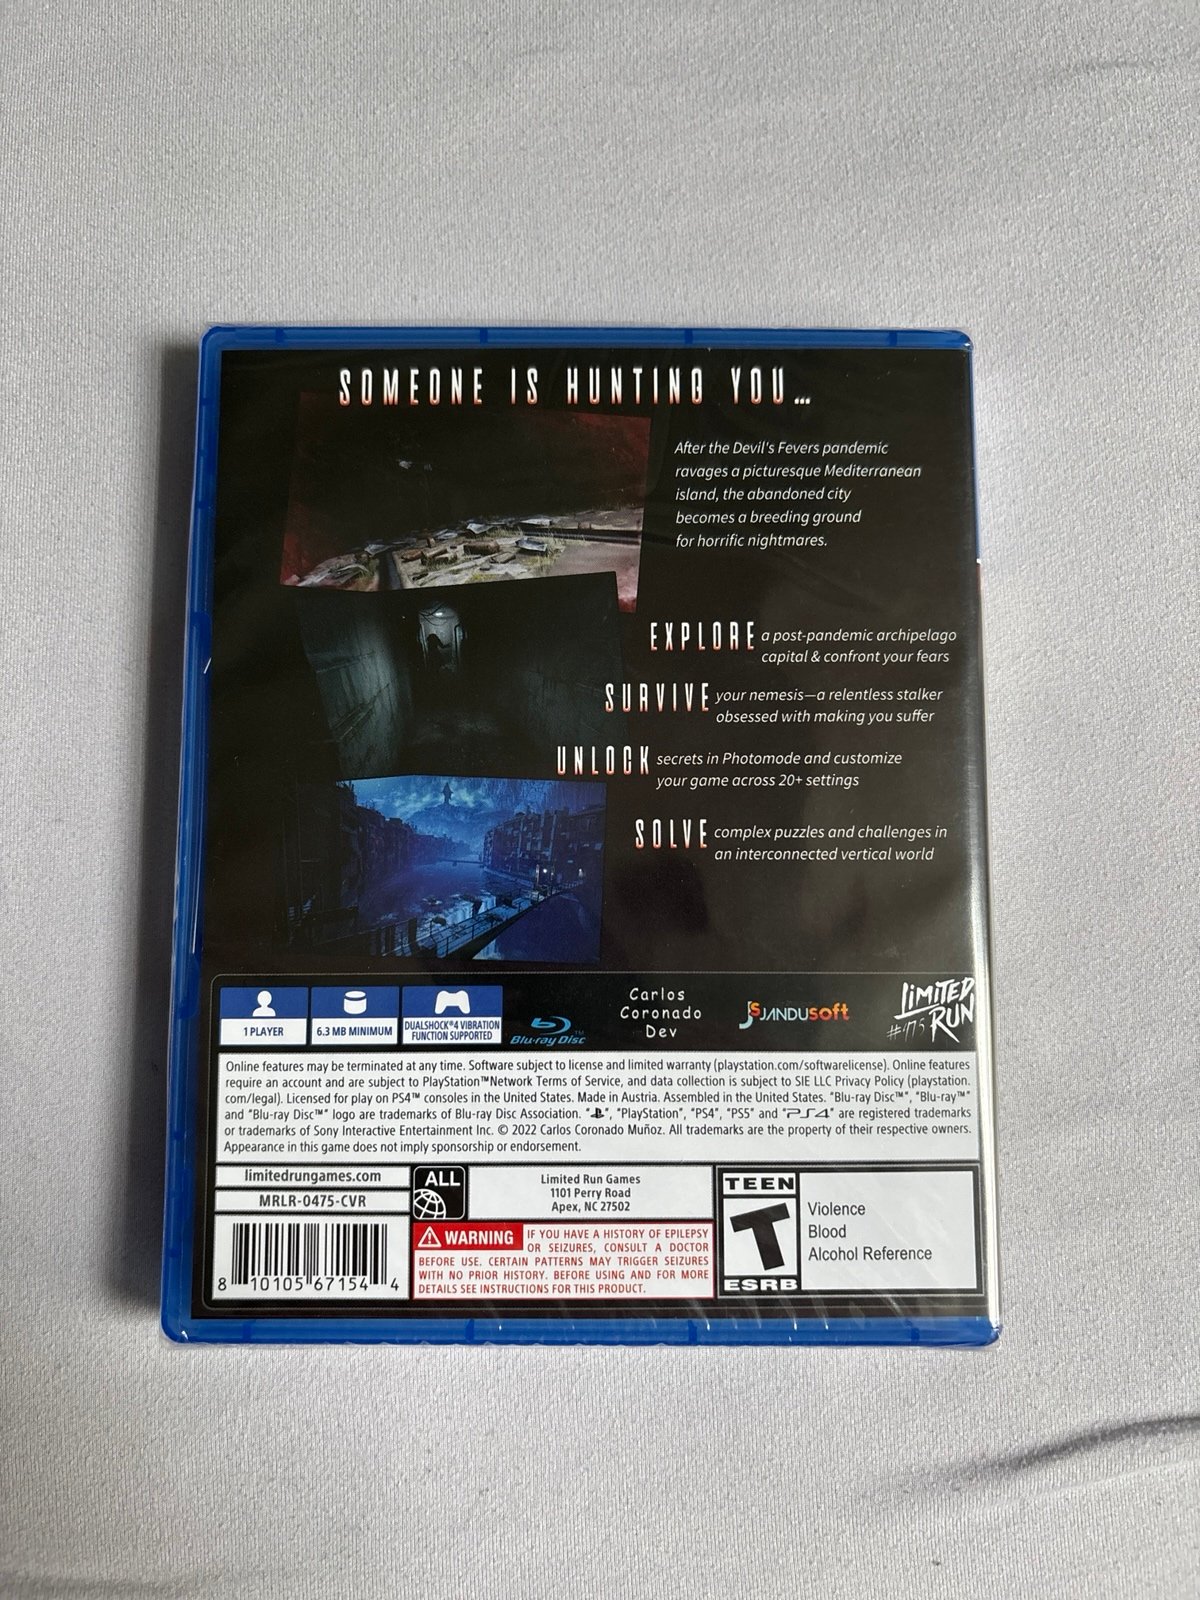 SOMEONE IS HUNTING YOU...
After the Devil's Fevers pandemic
ravages a picturesque Mediterranean
island, the abandoned city
becomes a breeding ground
for horrific nightmares.
EXPLORE a post-pandemic archipelago
capital & confront your fears
SURVIVE your nemesis—a relentless stalker
obsessed with making you suffer
UNLOCK secrets in Photomode and customize
your game across 20+ settings
SOLVE complex puzzles and challenges in
an interconnected vertical world
1 PLAYER
6.3 MB MINIMUM
DUALSHOCK®4 VIBRATION
FUNCTION SUPPORTED
Blu-ray Disc™
Carlos
Coronado
Dev
JS JANDUSOFT
LIMITED
RUN
#475
Online features may be terminated at any time. Software subject to license and limited warranty (playstation.com/softwarelicense). Online features
require an account and are subject to PlayStation™Network Terms of Service, and data collection is subject to SIE LLC Privacy Policy (playstation.
com/legal). Licensed for play on PS4™ consoles in the United States. Made in Austria. Assembled in the United States. "Blu-ray Disc™", "Blu-ray™"
and "Blu-ray Disc™" logo are trademarks of Blu-ray Disc Association. "PS", "PlayStation", "PS4", "PS5" and "PS4" are registered trademarks
or trademarks of Sony Interactive Entertainment Inc. © 2022 Carlos Coronado Muñoz. All trademarks are the property of their respective owners.
Appearance in this game does not imply sponsorship or endorsement.
limitedrungames.com
MRLR-0475-CVR
8 10105 67154 4
ALL
Limited Run Games
1101 Perry Road
Apex, NC 27502
WARNING IF YOU HAVE A HISTORY OF EPILEPSY
OR SEIZURES, CONSULT A DOCTOR
BEFORE USE. CERTAIN PATTERNS MAY TRIGGER SEIZURES
WITH NO PRIOR HISTORY. BEFORE USING AND FOR MORE
DETAILS SEE INSTRUCTIONS FOR THIS PRODUCT.
TEEN
T
ESRB
Violence
Blood
Alcohol Reference